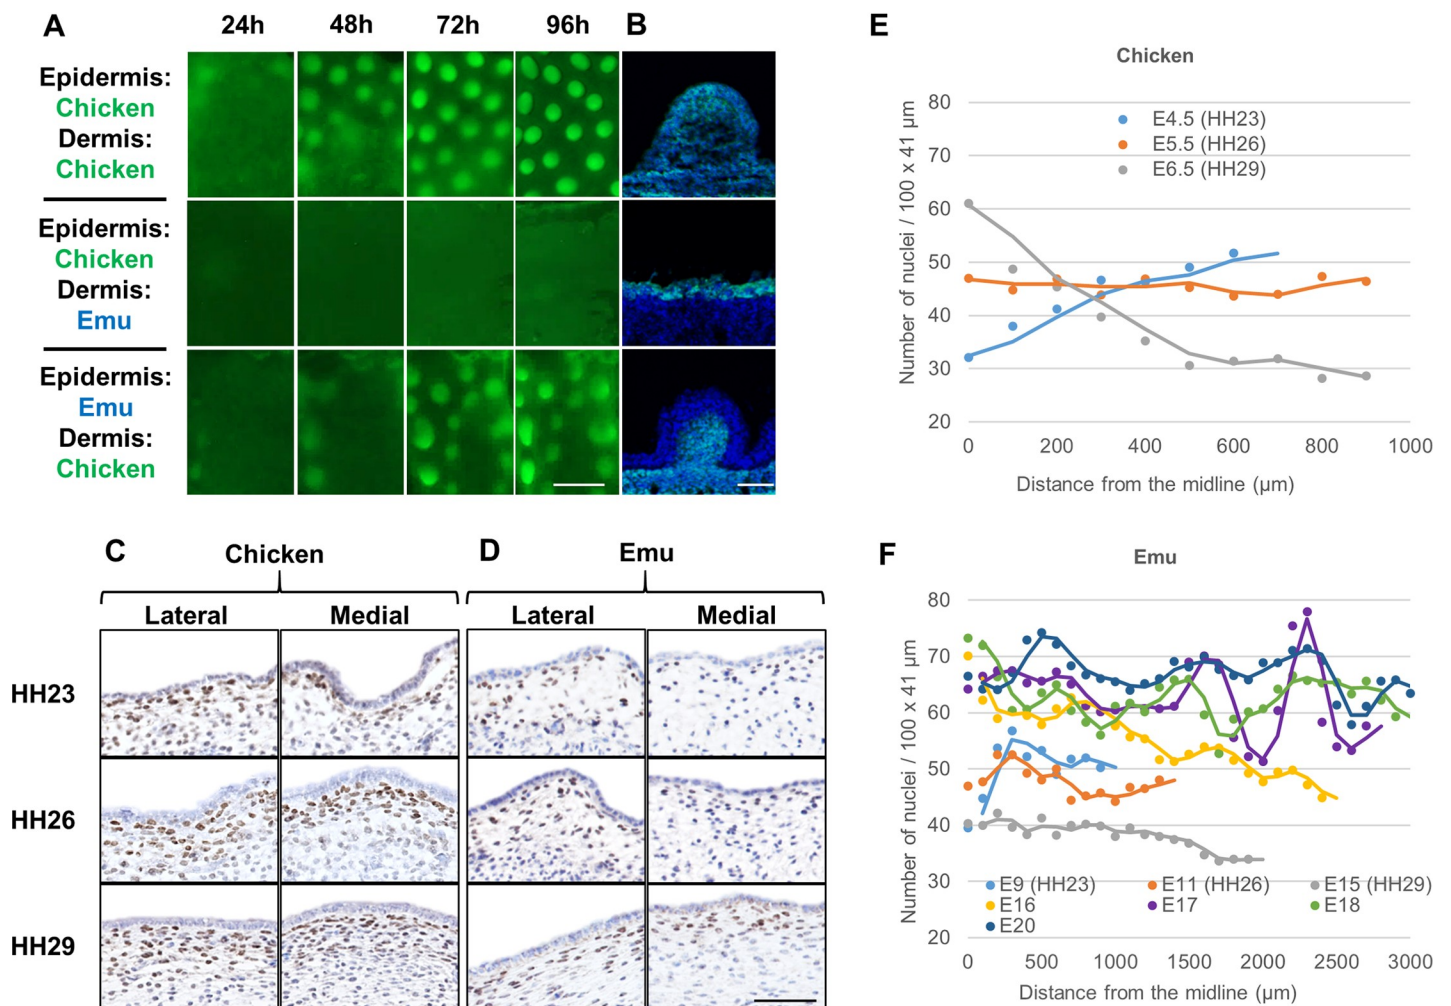 A
24h
48h
72h
96h
B
Epidermis:
Chicken
Dermis:
Chicken
Epidermis:
Chicken
Dermis:
Emu
Epidermis:
Emu
Dermis:
Chicken
C
Chicken
Lateral
Medial
D
Emu
Lateral
Medial
HH23
HH26
HH29
E
Chicken
Number of nuclei / 100 x 41 µm
80
70
60
50
40
30
20
E4.5 (HH23)
E5.5 (HH26)
E6.5 (HH29)
0
200
400
600
800
1000
Distance from the midline (µm)
F
Emu
Number of nuclei / 100 x 41 µm
80
70
60
50
40
30
20
E9 (HH23)
E11 (HH26)
E15 (HH29)
E16
E17
E18
E20
0
500
1000
1500
2000
2500
3000
Distance from the midline (µm)